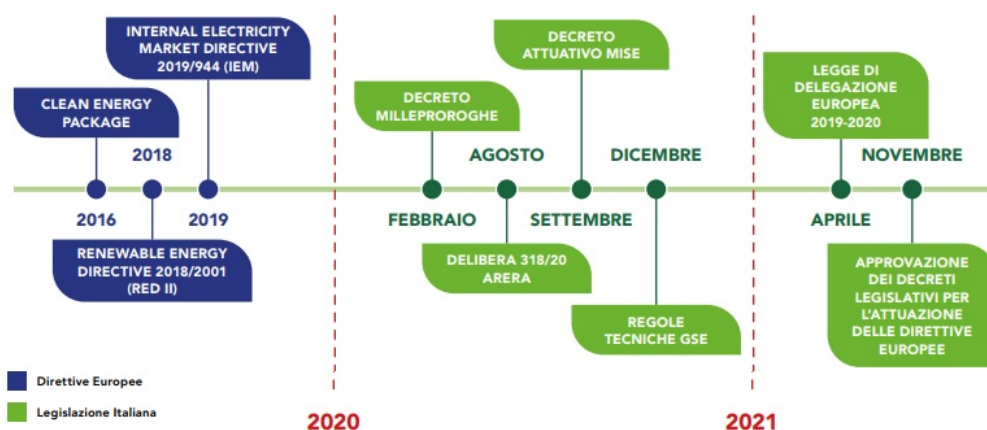 INTERNAL ELECTRICITY
MARKET DIRECTIVE
2019/944 (IEM)
CLEAN ENERGY
PACKAGE
2018
2016
2019
RENEWABLE ENERGY
DIRECTIVE 2018/2001
(RED II)
DECRETO
ATTUATIVO MISE
DECRETO
MILLEPROROGHE
AGOSTO
DICEMBRE
FEBBRAIO
SETTEMBRE
DELIBERA 318/20
ARERA
REGOLE
TECNICHE GSE
LEGGE DI
DELEGAZIONE
EUROPEA
2019-2020
NOVEMBRE
APRILE
APPROVAZIONE
DEI DECRETI
LEGISLATIVI PER
L'ATTUAZIONE
DELLE DIRETTIVE
EUROPEE
Direttive Europee
Legislazione Italiana
2020
2021